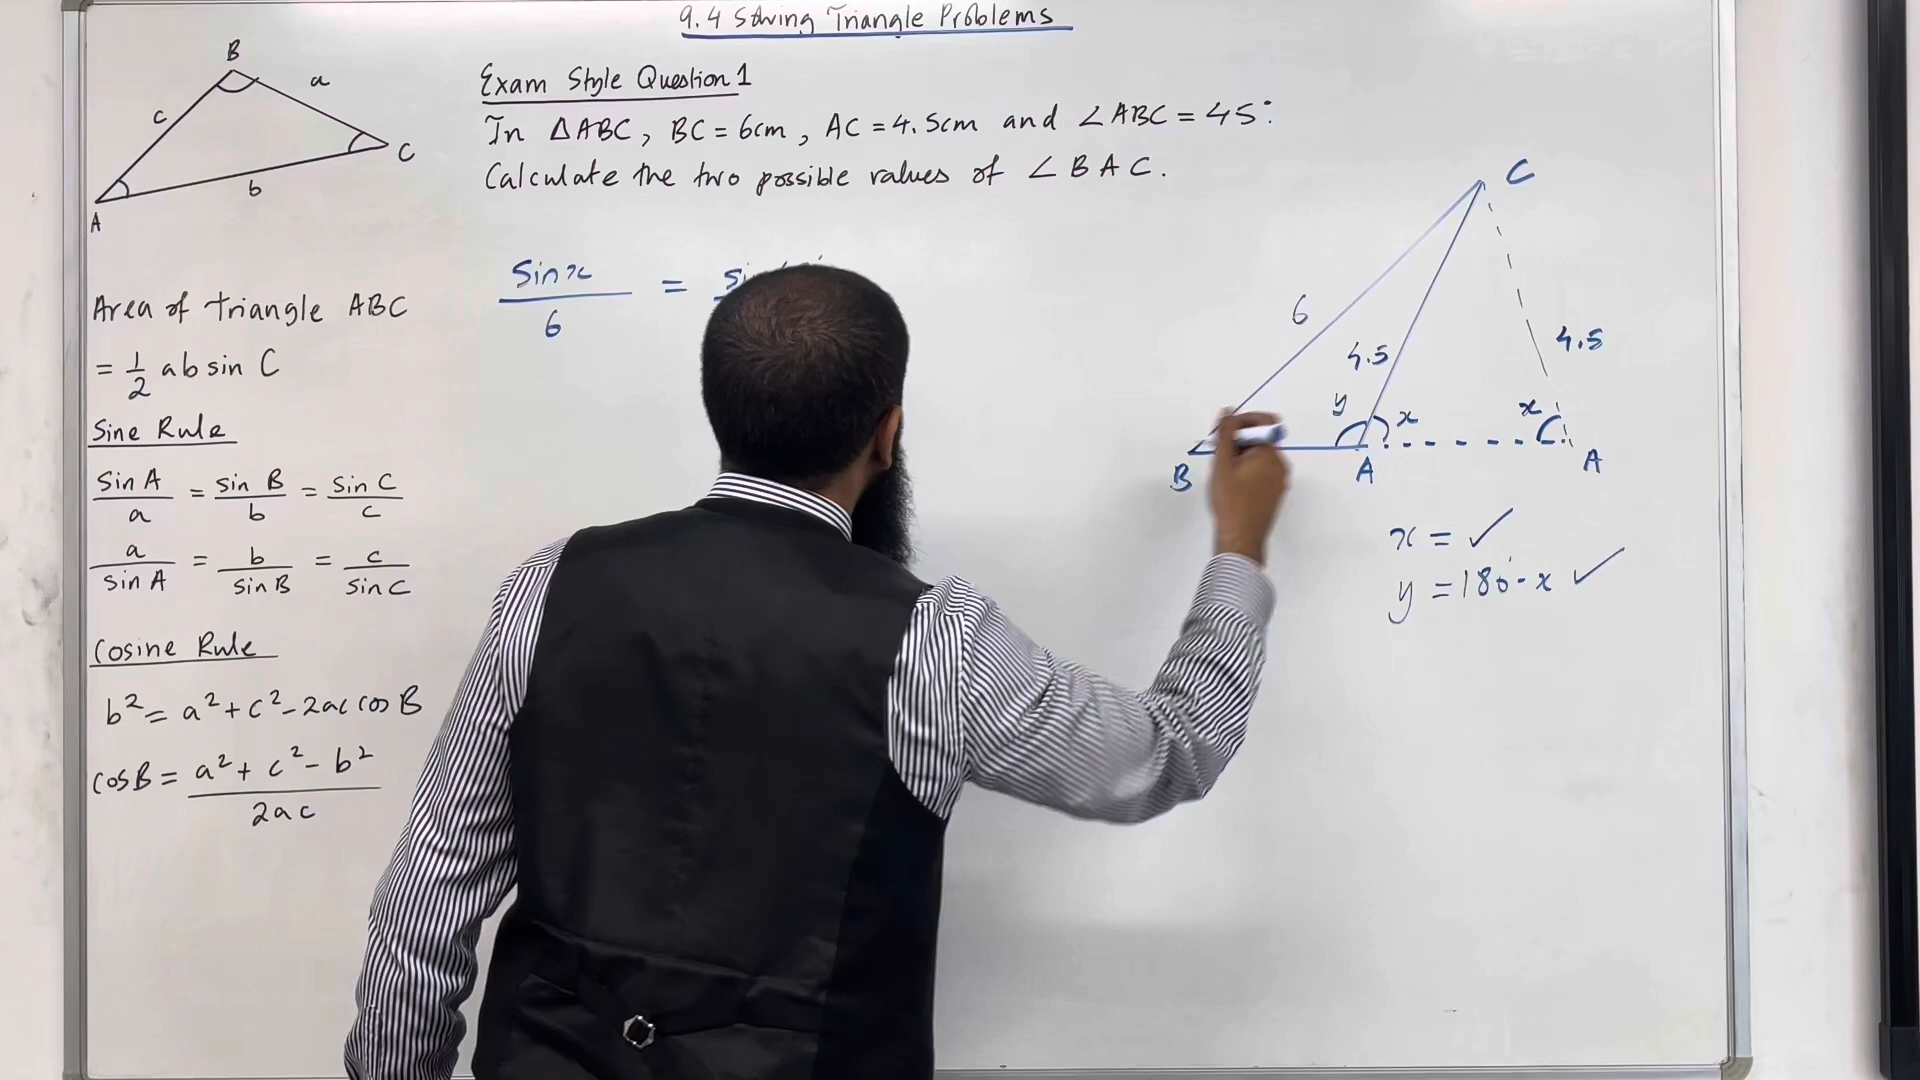 9.4 Solving Triangle Problems
B
a
c
C
b
A
Exam Style Question 1
In ΔABC, BC = 6cm, AC = 4.5cm and ∠ABC = 45°.
Calculate the two possible values of ∠BAC.
Area of triangle ABC
= 1/2 ab sin C
Sine Rule
sin A/a = sin B/b = sin C/c
a/sin A = b/sin B = c/sin C
Cosine Rule
b² = a² + c² - 2ac cos B
cos B = a² + c² - b²/2ac
sin x/6 =
C
6
4.5
4.5
y
x
x
B
A
A
x = ✓
y = 180° - x ✓